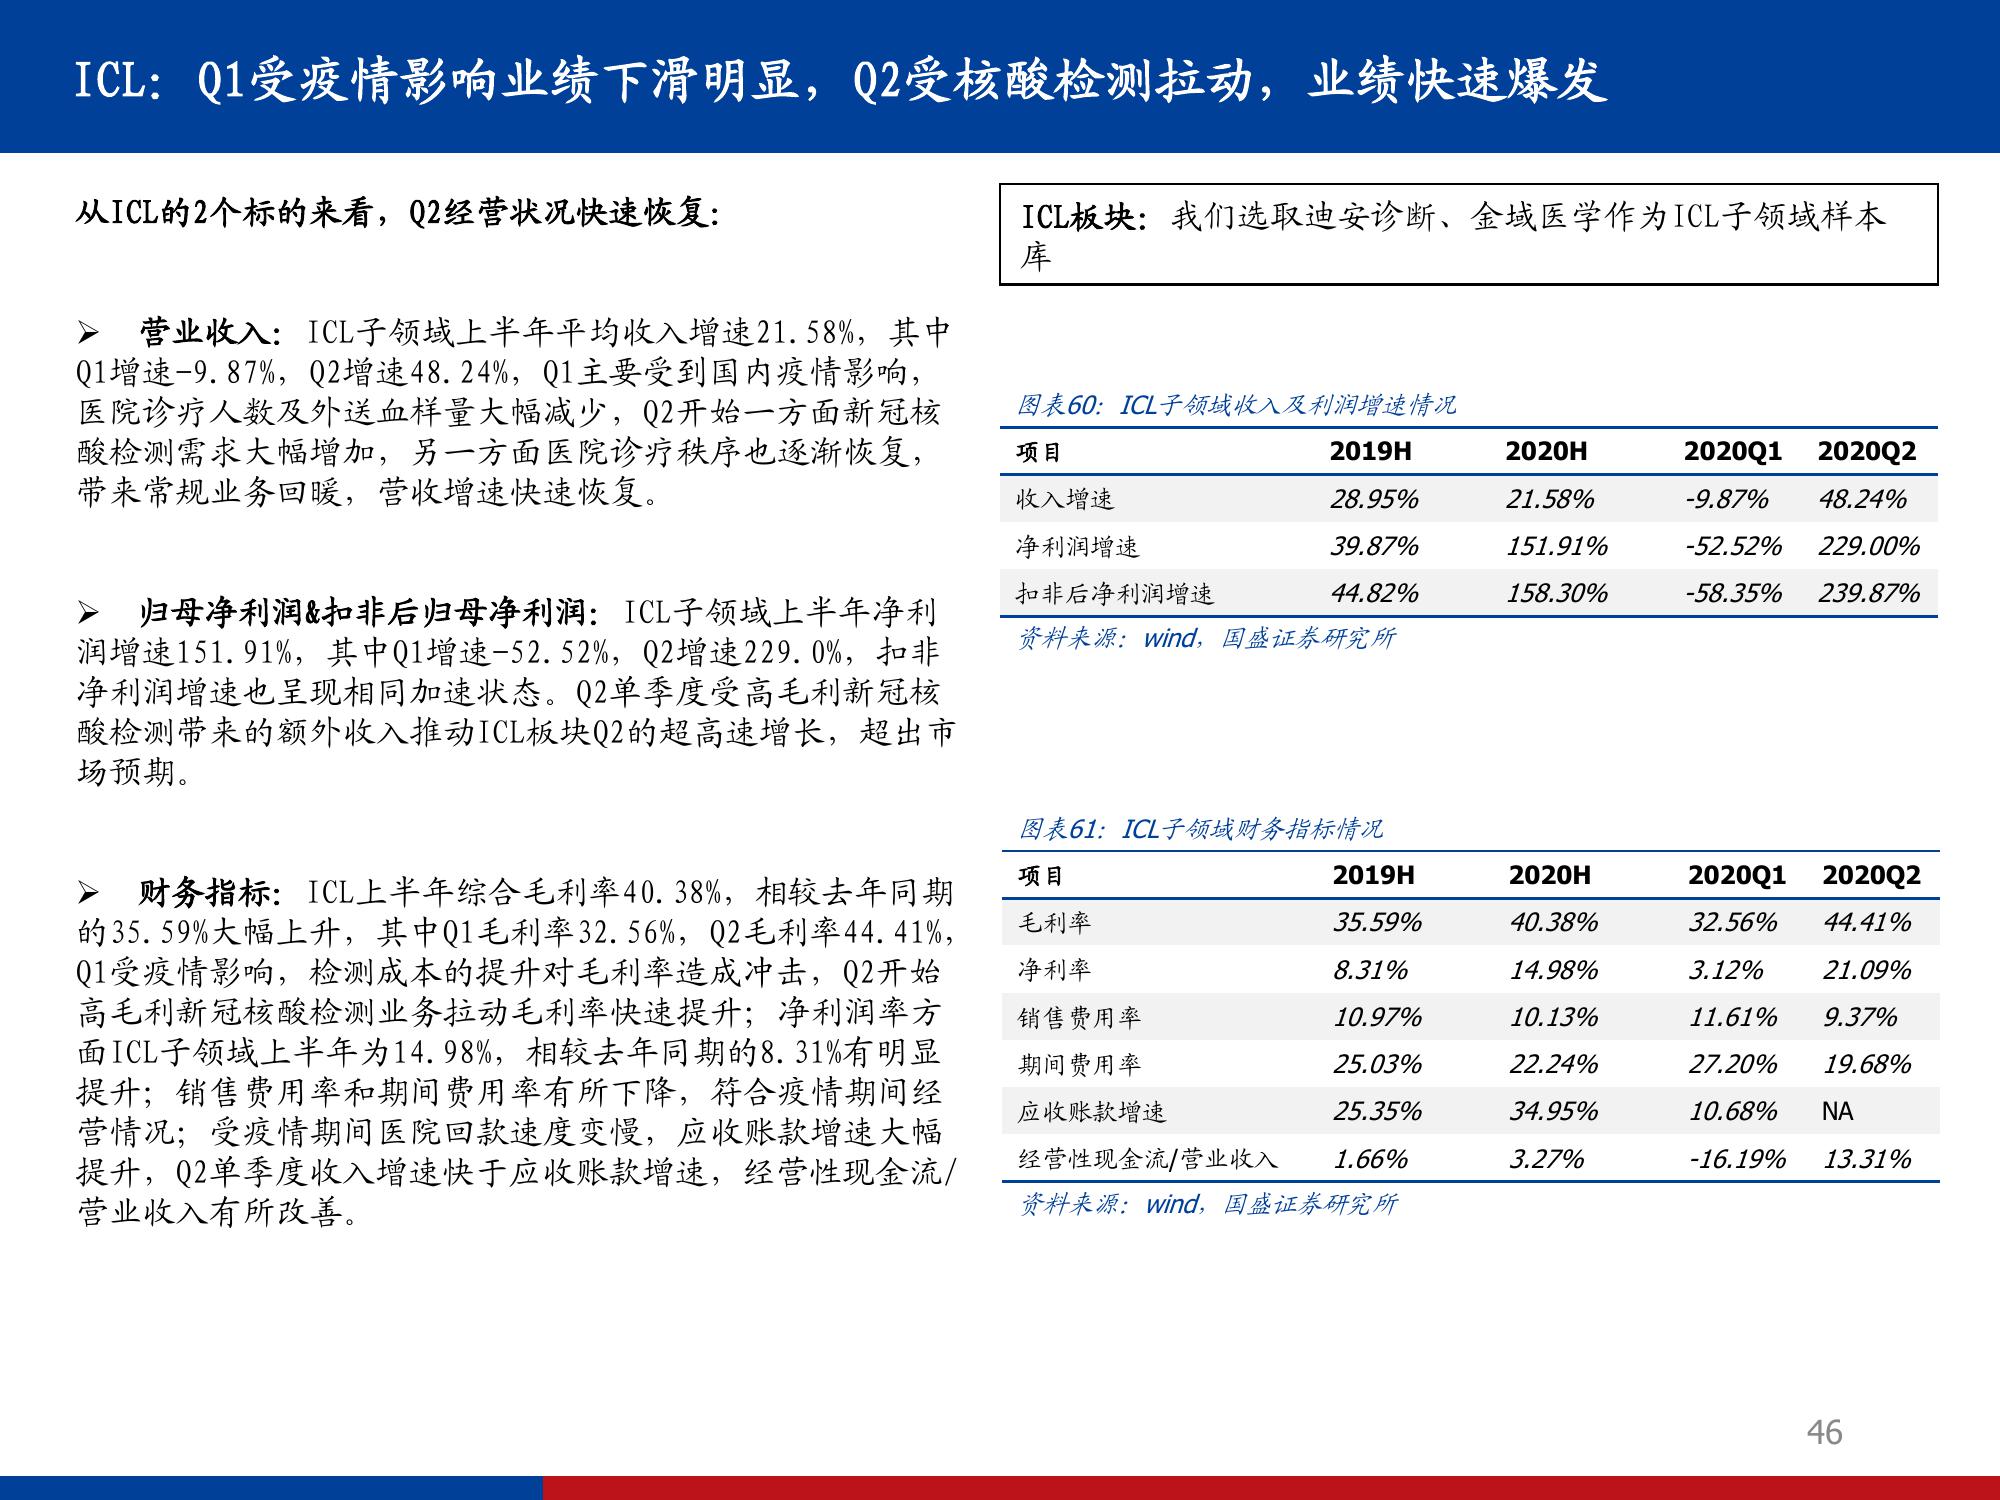 ICL：Q1受疫情影响业绩下滑明显，Q2受核酸检测拉动，业绩快速爆发
从ICL的2个标的来看，Q2经营状况快速恢复：
➢ 营业收入：ICL子领域上半年平均收入增速21.58%，其中
Q1增速-9.87%，Q2增速48.24%，Q1主要受到国内疫情影响，
医院诊疗人数及外送血样量大幅减少，Q2开始一方面新冠核
酸检测需求大幅增加，另一方面医院诊疗秩序也逐渐恢复，
带来常规业务回暖，营收增速快速恢复。
➢ 归母净利润&扣非后归母净利润：ICL子领域上半年净利
润增速151.91%，其中Q1增速-52.52%，Q2增速229.0%，扣非
净利润增速也呈现相同加速状态。Q2单季度受高毛利新冠核
酸检测带来的额外收入推动ICL板块Q2的超高速增长，超出市
场预期。
➢ 财务指标：ICL上半年综合毛利率40.38%，相较去年同期
的35.59%大幅上升，其中Q1毛利率32.56%，Q2毛利率44.41%，
Q1受疫情影响，检测成本的提升对毛利率造成冲击，Q2开始
高毛利新冠核酸检测业务拉动毛利率快速提升；净利润率方
面ICL子领域上半年为14.98%，相较去年同期的8.31%有明显
提升；销售费用率和期间费用率有所下降，符合疫情期间经
营情况；受疫情期间医院回款速度变慢，应收账款增速大幅
提升，Q2单季度收入增速快于应收账款增速，经营性现金流/
营业收入有所改善。
ICL板块：我们选取迪安诊断、金域医学作为ICL子领域样本
库
图表60：ICL子领域收入及利润增速情况
项目 2019H 2020H 2020Q1 2020Q2
收入增速 28.95% 21.58% -9.87% 48.24%
净利润增速 39.87% 151.91% -52.52% 229.00%
扣非后净利润增速 44.82% 158.30% -58.35% 239.87%
资料来源：wind，国盛证券研究所
图表61：ICL子领域财务指标情况
项目 2019H 2020H 2020Q1 2020Q2
毛利率 35.59% 40.38% 32.56% 44.41%
净利率 8.31% 14.98% 3.12% 21.09%
销售费用率 10.97% 10.13% 11.61% 9.37%
期间费用率 25.03% 22.24% 27.20% 19.68%
应收账款增速 25.35% 34.95% 10.68% NA
经营性现金流/营业收入 1.66% 3.27% -16.19% 13.31%
资料来源：wind，国盛证券研究所
46